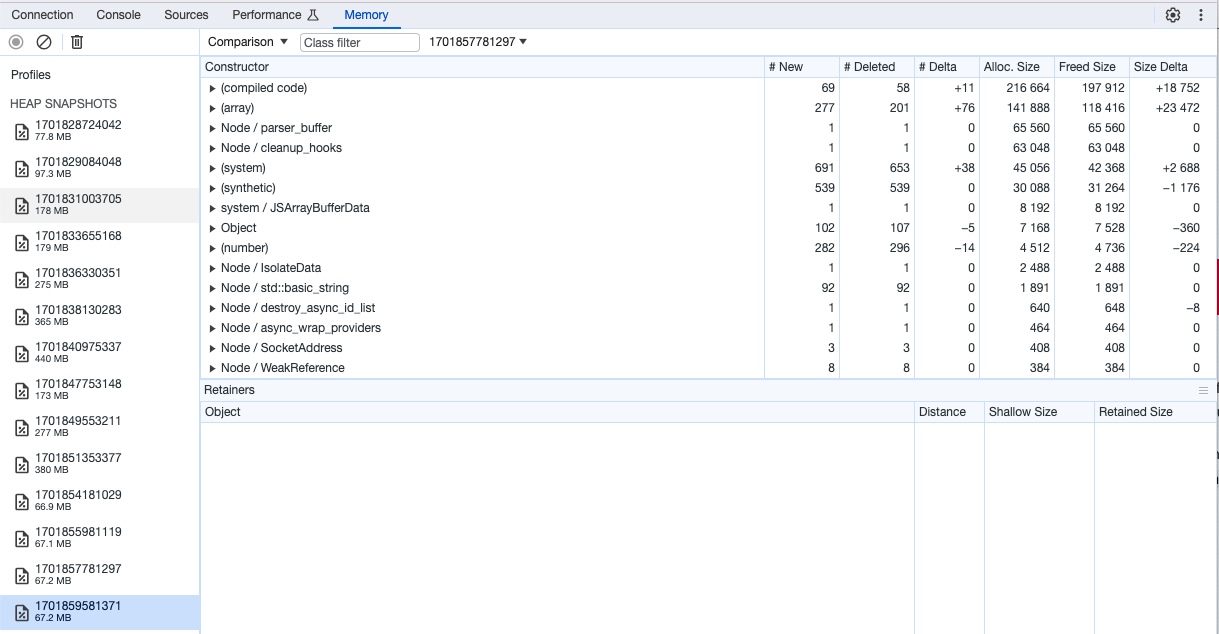 Connection Console Sources Performance Memory
Comparison ▼ Class filter 1701857781297 ▼
Profiles
HEAP SNAPSHOTS
1701828724042
77.8 MB
1701829084048
97.3 MB
1701831003705
178 MB
1701833655168
179 MB
1701836330351
275 MB
1701838130283
365 MB
1701840975337
440 MB
1701847753148
173 MB
1701849553211
277 MB
1701851353377
380 MB
1701854181029
66.9 MB
1701855981119
67.1 MB
1701857781297
67.2 MB
1701859581371
67.2 MB
Constructor # New # Deleted # Delta Alloc. Size Freed Size Size Delta
▶ (compiled code) 69 58 +11 216 664 197 912 +18 752
▶ (array) 277 201 +76 141 888 118 416 +23 472
▶ Node / parser_buffer 1 1 0 65 560 65 560 0
▶ Node / cleanup_hooks 1 1 0 63 048 63 048 0
▶ (system) 691 653 +38 45 056 42 368 +2 688
▶ (synthetic) 539 539 0 30 088 31 264 −1 176
▶ system / JSArrayBufferData 1 1 0 8 192 8 192 0
▶ Object 102 107 −5 7 168 7 528 −360
▶ (number) 282 296 −14 4 512 4 736 −224
▶ Node / IsolateData 1 1 0 2 488 2 488 0
▶ Node / std::basic_string 92 92 0 1 891 1 891 0
▶ Node / destroy_async_id_list 1 1 0 640 648 −8
▶ Node / async_wrap_providers 1 1 0 464 464 0
▶ Node / SocketAddress 3 3 0 408 408 0
▶ Node / WeakReference 8 8 0 384 384 0
Retainers
Object Distance Shallow Size Retained Size